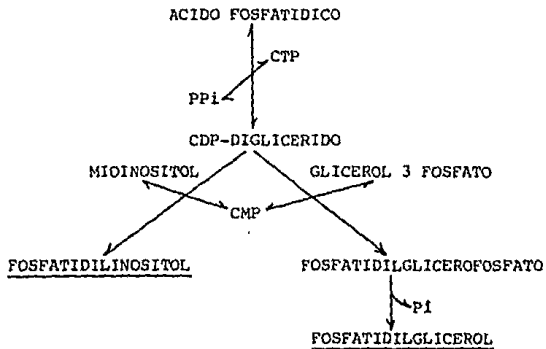 ACIDO FOSFATIDICO
CTP
PPi
CDP-DIGLICERIDO
MIOINOSITOL GLICEROL 3 FOSFATO
CMP
FOSFATIDILINOSITOL FOSFATIDILGLICEROFOSFATO
Pi
FOSFATIDILGLICEROL